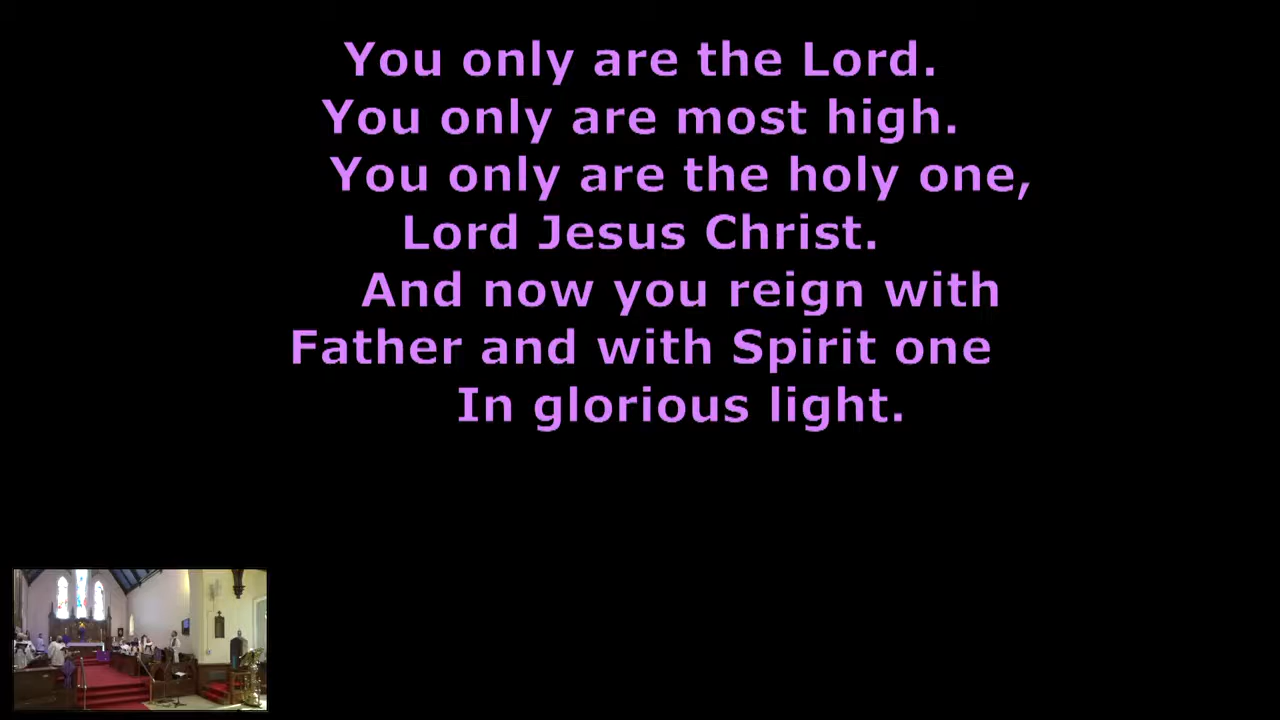 You only are the Lord.
You only are most high.
You only are the holy one,
Lord Jesus Christ.
And now you reign with
Father and with Spirit one
In glorious light.